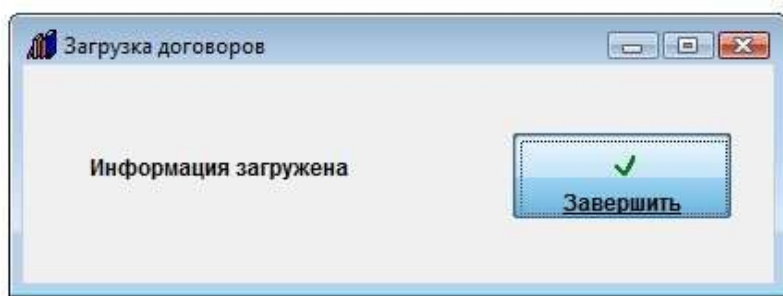 Загрузка договоров
Информация загружена
Завершить